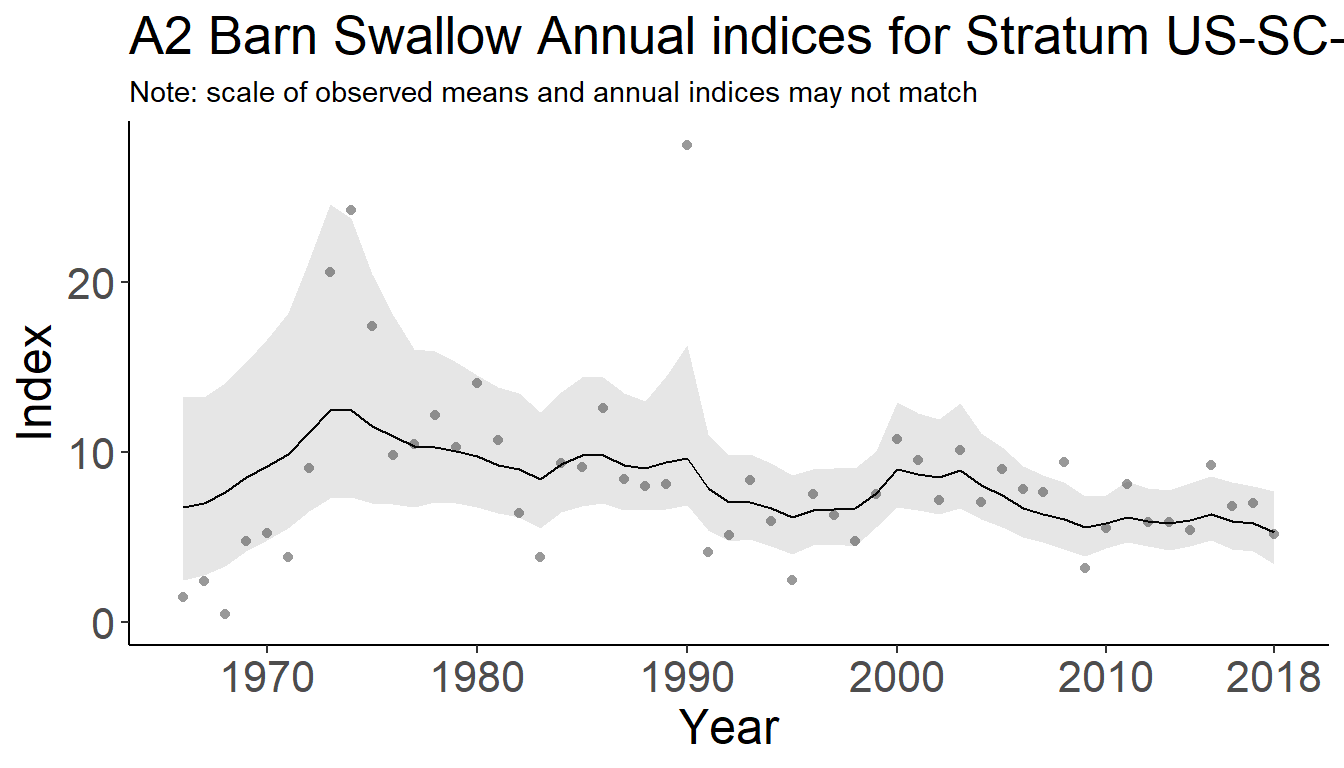 A2 Barn Swallow Annual indices for Stratum US-SC-
Note: scale of observed means and annual indices may not match
Index
20
10
0
1970 1980 1990 2000 2010 2018
Year